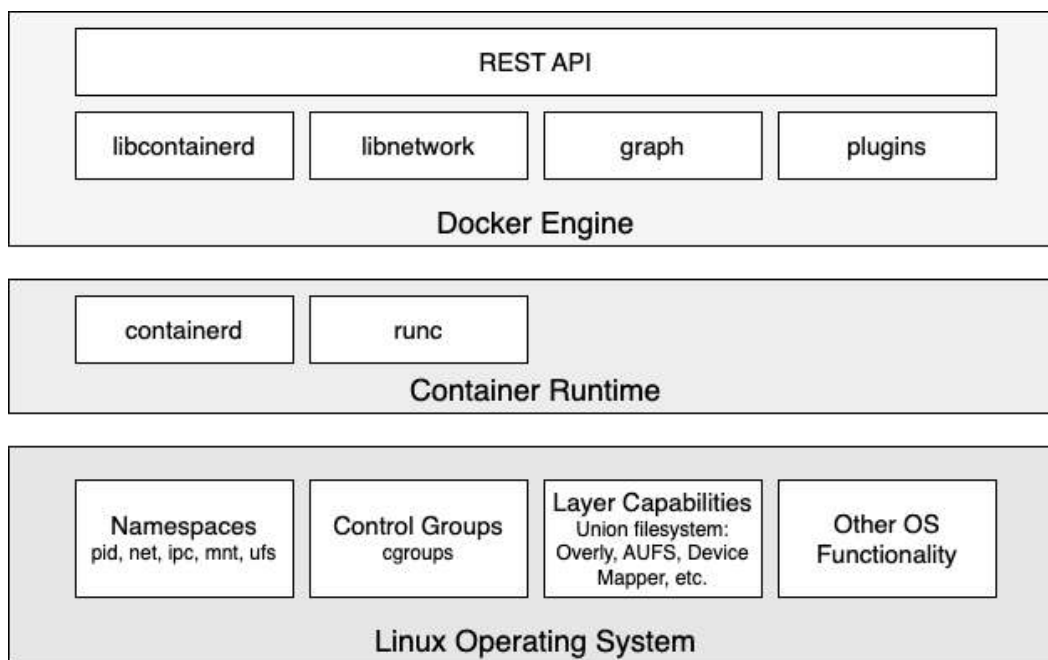 REST API
libcontainerd
libnetwork
graph
plugins
Docker Engine
containerd
runc
Container Runtime
Namespaces
pid, net, ipc, mnt, ufs
Control Groups
cgroups
Layer Capabilities
Union filesystem:
Overly, AUFS, Device
Mapper, etc.
Other OS
Functionality
Linux Operating System